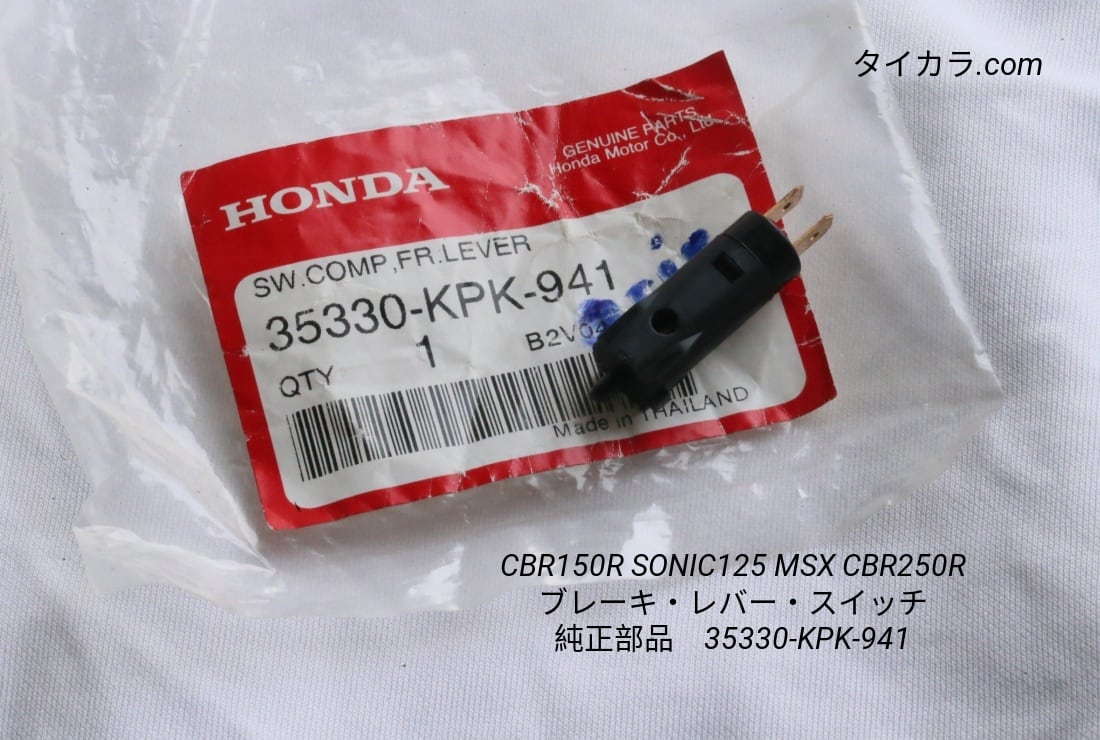 タイカラ.com
GENUINE PARTS
Honda Motor Co., Ltd.
HONDA
SW.COMP,FR.LEVER
35330-KPK-941
1
QTY
B2V04
Made in THAILAND
CBR150R SONIC125 MSX CBR250R
ブレーキ・レバー・スイッチ
純正部品　35330-KPK-941